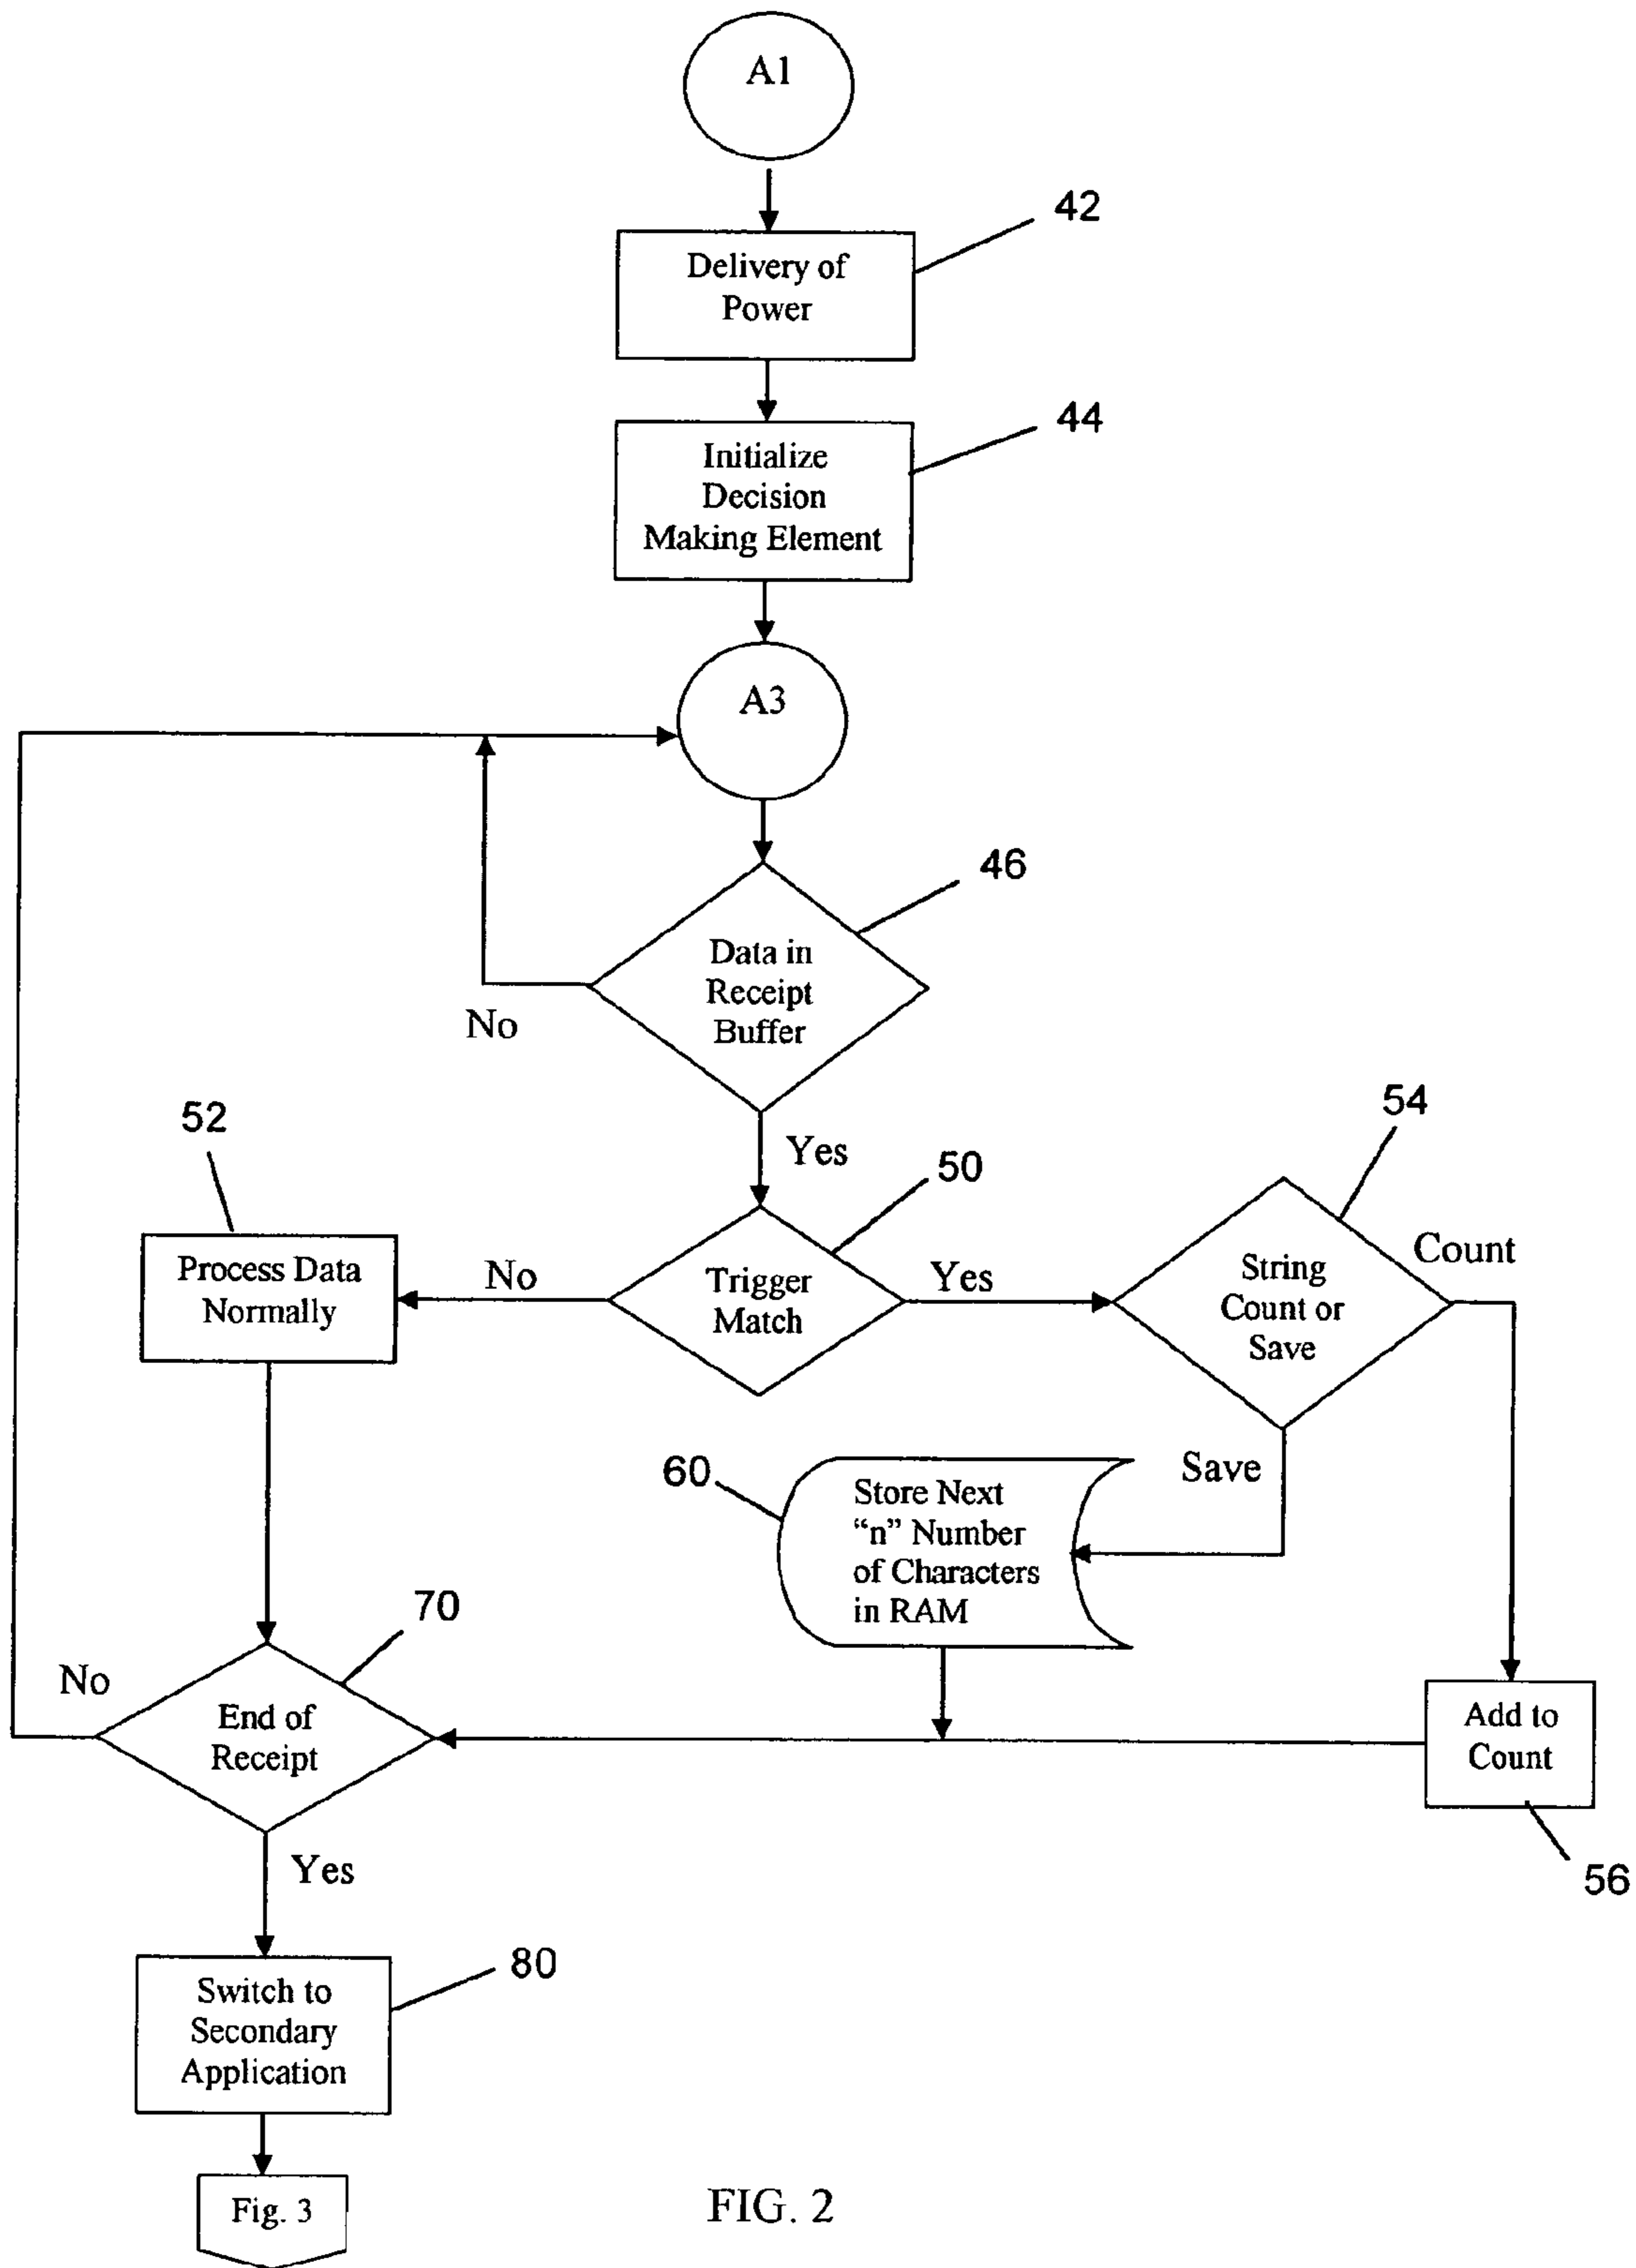 A1
42
Delivery of
Power
44
Initialize
Decision
Making Element
A3
46
Data in
Receipt
Buffer
No
Yes
52
50
54
Process Data
Normally
No
Trigger
Match
Yes
String
Count or
Save
Count
60
Store Next
“n” Number
of Characters
in RAM
Save
70
No
End of
Receipt
Add to
Count
56
Yes
80
Switch to
Secondary
Application
Fig. 3
FIG. 2